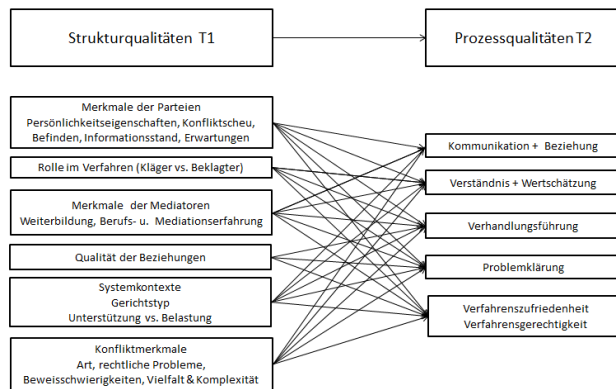 Strukturqualitäten T1
Prozessqualitäten T2
Merkmale der Parteien
Persönlichkeitseigenschaften, Konfliktscheu,
Befinden, Informationsstand, Erwartungen
Rolle im Verfahren (Kläger vs. Beklagter)
Merkmale der Mediatoren
Weiterbildung, Berufs- u. Mediationserfahrung
Qualität der Beziehungen
Systemkontexte
Gerichtstyp
Unterstützung vs. Belastung
Konfliktmerkmale
Art, rechtliche Probleme,
Beweisschwierigkeiten, Vielfalt & Komplexität
Kommunikation + Beziehung
Verständnis + Wertschätzung
Verhandlungsführung
Problemklärung
Verfahrenszufriedenheit
Verfahrensgerechtigkeit